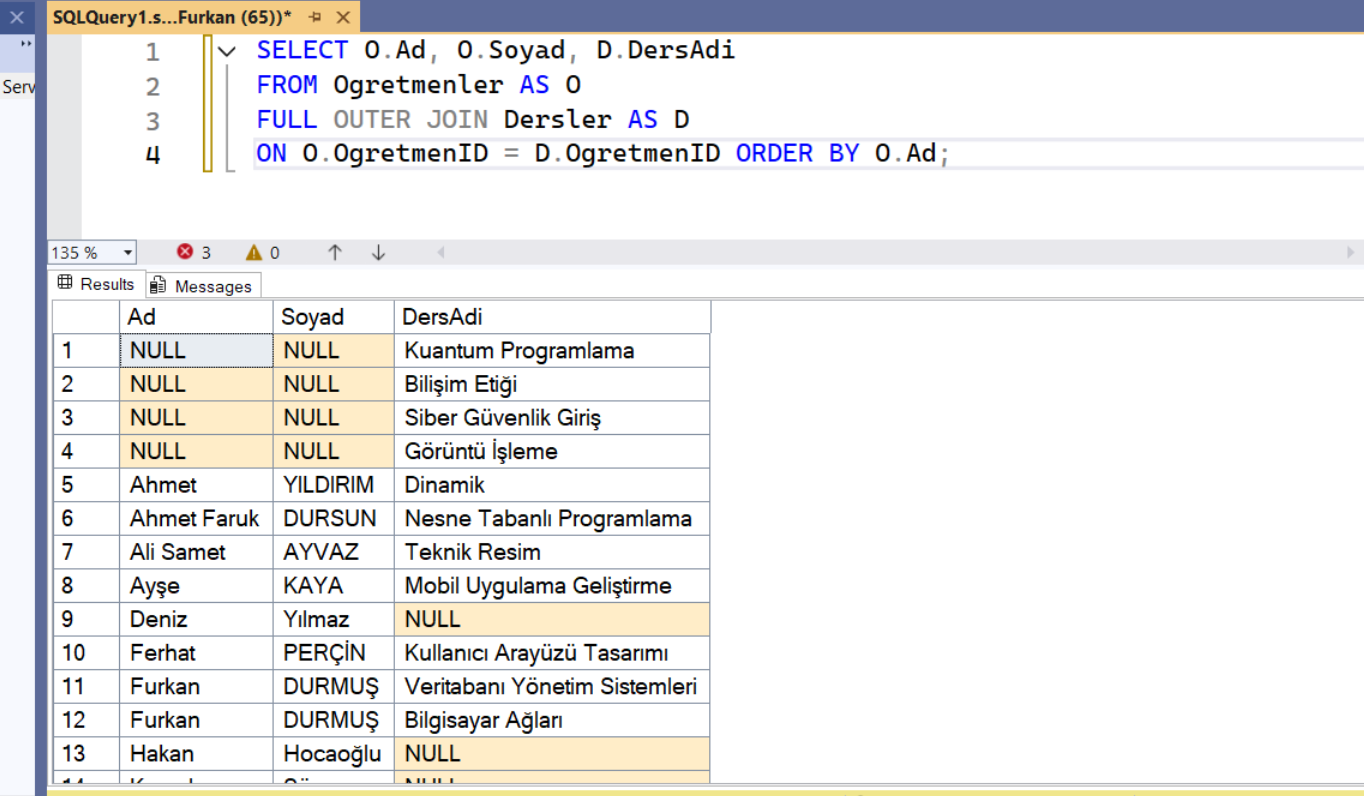 SQLQuery1.s...Furkan (65))*
Serv
1 SELECT O.Ad, O.Soyad, D.DersAdi
2 FROM Ogretmenler AS O
3 FULL OUTER JOIN Dersler AS D
4 ON O.OgretmenID = D.OgretmenID ORDER BY O.Ad;
135 % 3 0
Results Messages
Ad Soyad DersAdi
1 NULL NULL Kuantum Programlama
2 NULL NULL Bilişim Etiği
3 NULL NULL Siber Güvenlik Giriş
4 NULL NULL Görüntü İşleme
5 Ahmet YILDIRIM Dinamik
6 Ahmet Faruk DURSUN Nesne Tabanlı Programlama
7 Ali Samet AYVAZ Teknik Resim
8 Ayşe KAYA Mobil Uygulama Geliştirme
9 Deniz Yılmaz NULL
10 Ferhat PERÇİN Kullanıcı Arayüzü Tasarımı
11 Furkan DURMUŞ Veritabanı Yönetim Sistemleri
12 Furkan DURMUŞ Bilgisayar Ağları
13 Hakan Hocaoğlu NULL